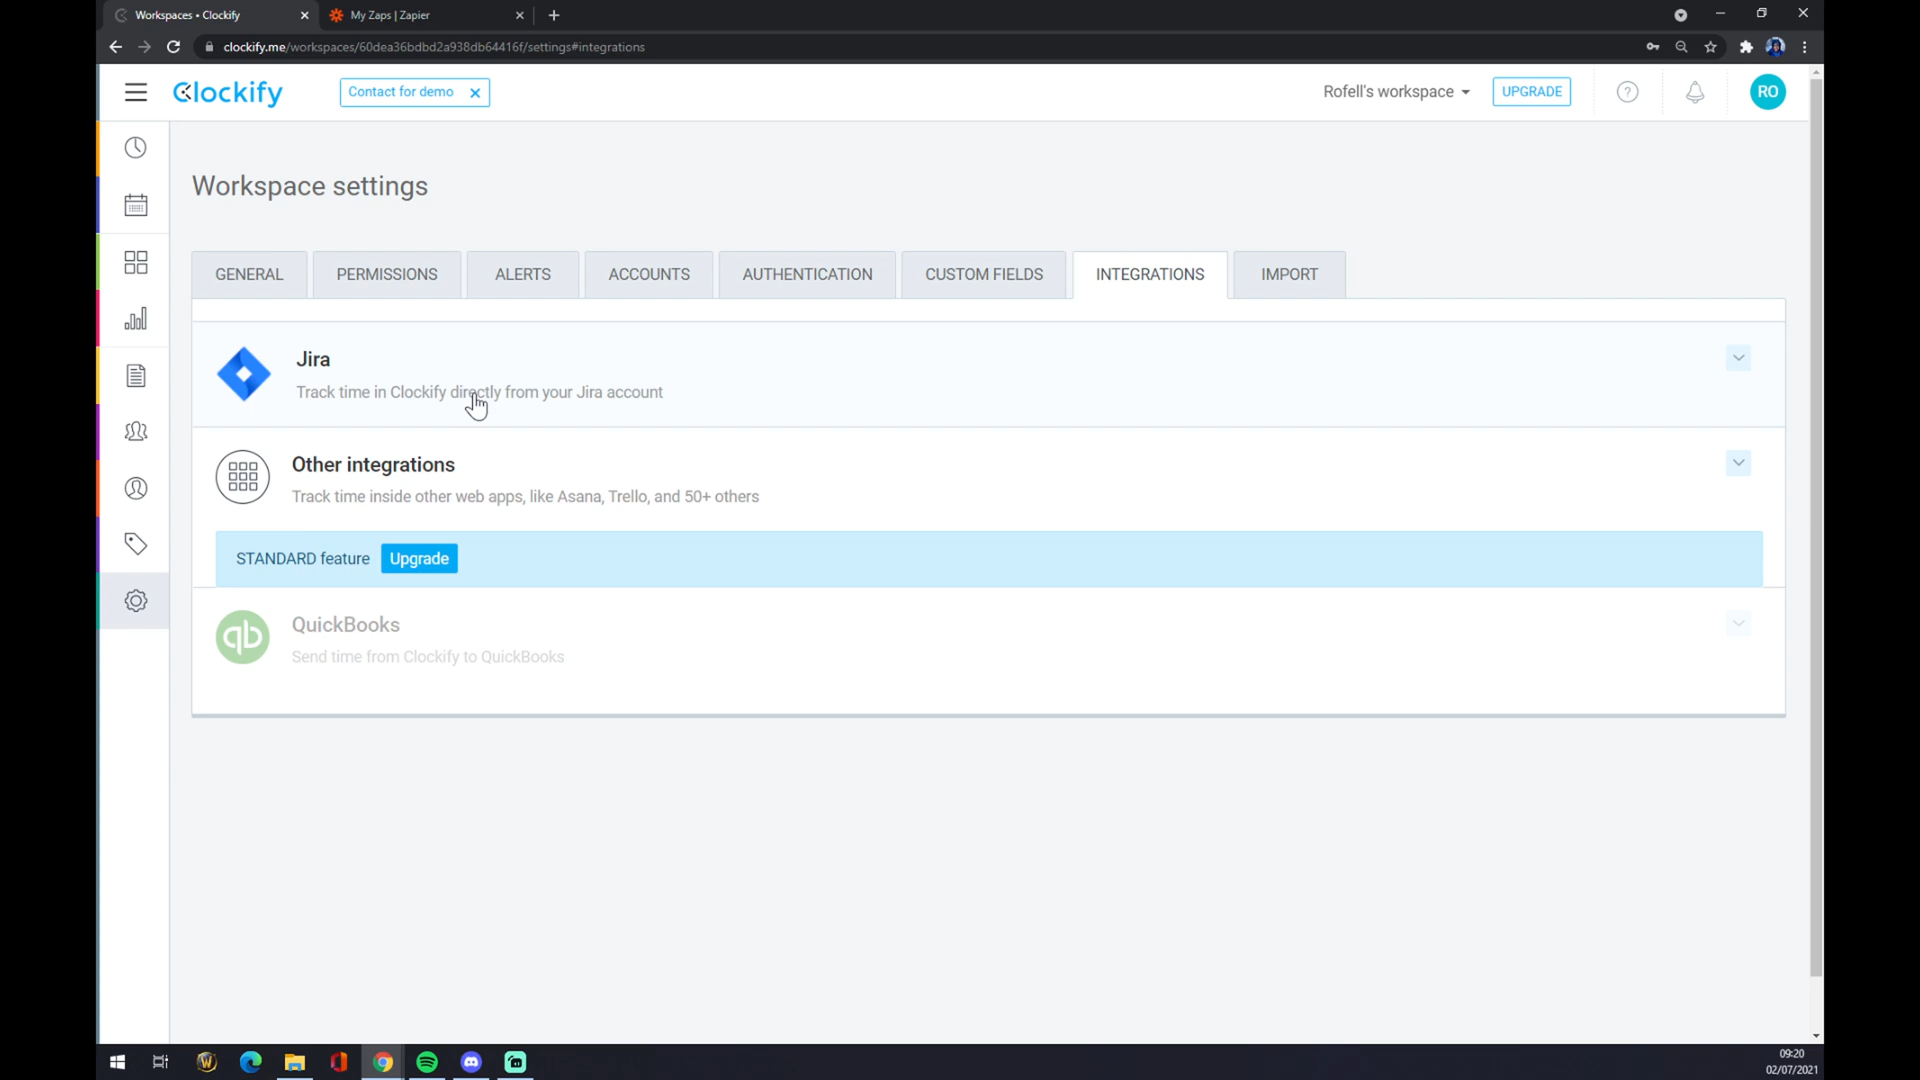 Workspaces • Clockify
My Zaps | Zapier
clockify.me/workspaces/60dea36bdbd2a938db64416f/settings#integrations
Clockify
Contact for demo
Rofell's workspace
UPGRADE
RO
Workspace settings
GENERAL
PERMISSIONS
ALERTS
ACCOUNTS
AUTHENTICATION
CUSTOM FIELDS
INTEGRATIONS
IMPORT
Jira
Track time in Clockify directly from your Jira account
Other integrations
Track time inside other web apps, like Asana, Trello, and 50+ others
STANDARD feature
Upgrade
qb
QuickBooks
Send time from Clockify to QuickBooks
09:20
02/07/2021